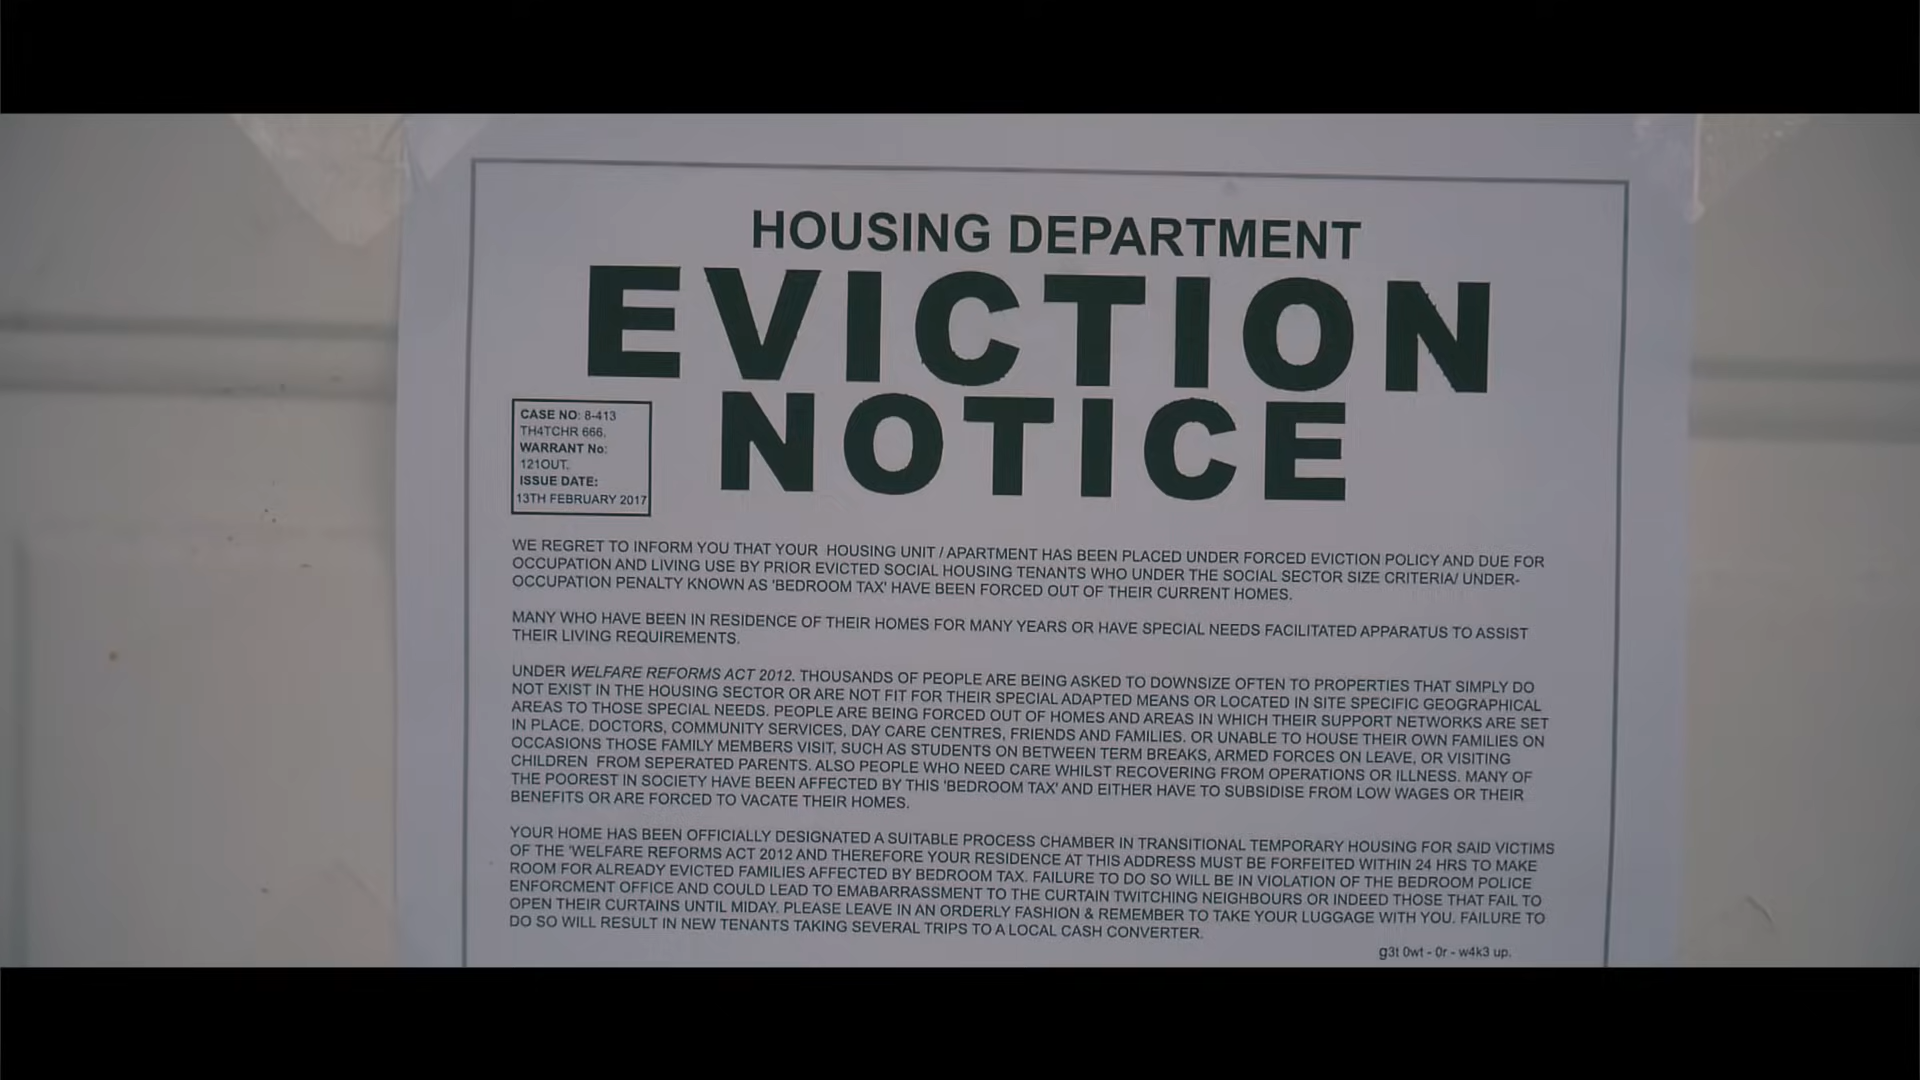 HOUSING DEPARTMENT
EVICTION
NOTICE
CASE NO: 8-413
TH4TCHR 666.
WARRANT No:
121OUT.
ISSUE DATE:
13TH FEBRUARY 2017
WE REGRET TO INFORM YOU THAT YOUR HOUSING UNIT / APARTMENT HAS BEEN PLACED UNDER FORCED EVICTION POLICY AND DUE FOR
OCCUPATION AND LIVING USE BY PRIOR EVICTED SOCIAL HOUSING TENANTS WHO UNDER THE SOCIAL SECTOR SIZE CRITERIA/ UNDER-
OCCUPATION PENALTY KNOWN AS 'BEDROOM TAX' HAVE BEEN FORCED OUT OF THEIR CURRENT HOMES.
MANY WHO HAVE BEEN IN RESIDENCE OF THEIR HOMES FOR MANY YEARS OR HAVE SPECIAL NEEDS FACILITATED APPARATUS TO ASSIST
THEIR LIVING REQUIREMENTS.
UNDER WELFARE REFORMS ACT 2012. THOUSANDS OF PEOPLE ARE BEING ASKED TO DOWNSIZE OFTEN TO PROPERTIES THAT SIMPLY DO
NOT EXIST IN THE HOUSING SECTOR OR ARE NOT FIT FOR THEIR SPECIAL ADAPTED MEANS OR LOCATED IN SITE SPECIFIC GEOGRAPHICAL
AREAS TO THOSE SPECIAL NEEDS. PEOPLE ARE BEING FORCED OUT OF HOMES AND AREAS IN WHICH THEIR SUPPORT NETWORKS ARE SET
IN PLACE. DOCTORS, COMMUNITY SERVICES, DAY CARE CENTRES, FRIENDS AND FAMILIES. OR UNABLE TO HOUSE THEIR OWN FAMILIES ON
OCCASIONS THOSE FAMILY MEMBERS VISIT, SUCH AS STUDENTS ON BETWEEN TERM BREAKS, ARMED FORCES ON LEAVE, OR VISITING
CHILDREN FROM SEPERATED PARENTS. ALSO PEOPLE WHO NEED CARE WHILST RECOVERING FROM OPERATIONS OR ILLNESS. MANY OF
THE POOREST IN SOCIETY HAVE BEEN AFFECTED BY THIS 'BEDROOM TAX' AND EITHER HAVE TO SUBSIDISE FROM LOW WAGES OR THEIR
BENEFITS OR ARE FORCED TO VACATE THEIR HOMES.
YOUR HOME HAS BEEN OFFICIALLY DESIGNATED A SUITABLE PROCESS CHAMBER IN TRANSITIONAL TEMPORARY HOUSING FOR SAID VICTIMS
OF THE 'WELFARE REFORMS ACT 2012 AND THEREFORE YOUR RESIDENCE AT THIS ADDRESS MUST BE FORFEITED WITHIN 24 HRS TO MAKE
ROOM FOR ALREADY EVICTED FAMILIES AFFECTED BY BEDROOM TAX. FAILURE TO DO SO WILL BE IN VIOLATION OF THE BEDROOM POLICE
ENFORCMENT OFFICE AND COULD LEAD TO EMABARRASSMENT TO THE CURTAIN TWITCHING NEIGHBOURS OR INDEED THOSE THAT FAIL TO
OPEN THEIR CURTAINS UNTIL MIDAY. PLEASE LEAVE IN AN ORDERLY FASHION & REMEMBER TO TAKE YOUR LUGGAGE WITH YOU. FAILURE TO
DO SO WILL RESULT IN NEW TENANTS TAKING SEVERAL TRIPS TO A LOCAL CASH CONVERTER.
g3t 0wt - 0r - w4k3 up.